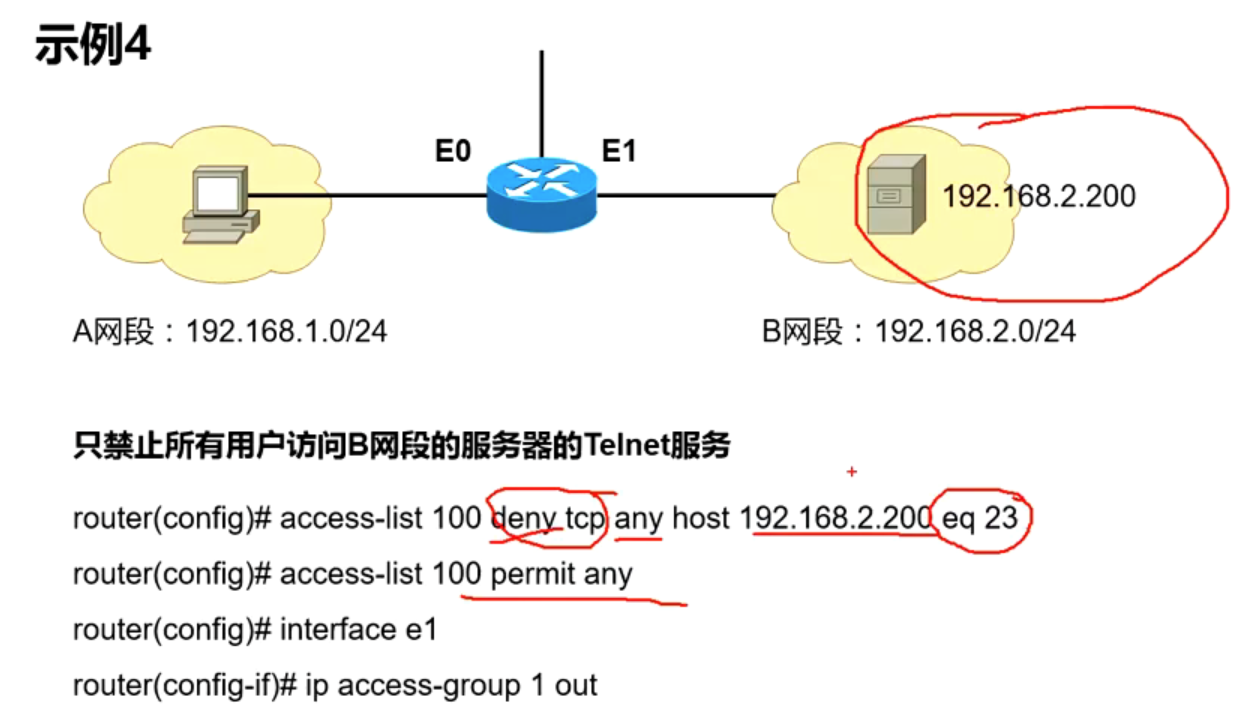 示例4
E0
E1
192.168.2.200
A网段：192.168.1.0/24
B网段：192.168.2.0/24
只禁止所有用户访问B网段的服务器的Telnet服务
router(config)# access-list 100 deny tcp any host 192.168.2.200 eq 23
router(config)# access-list 100 permit any
router(config)# interface e1
router(config-if)# ip access-group 1 out